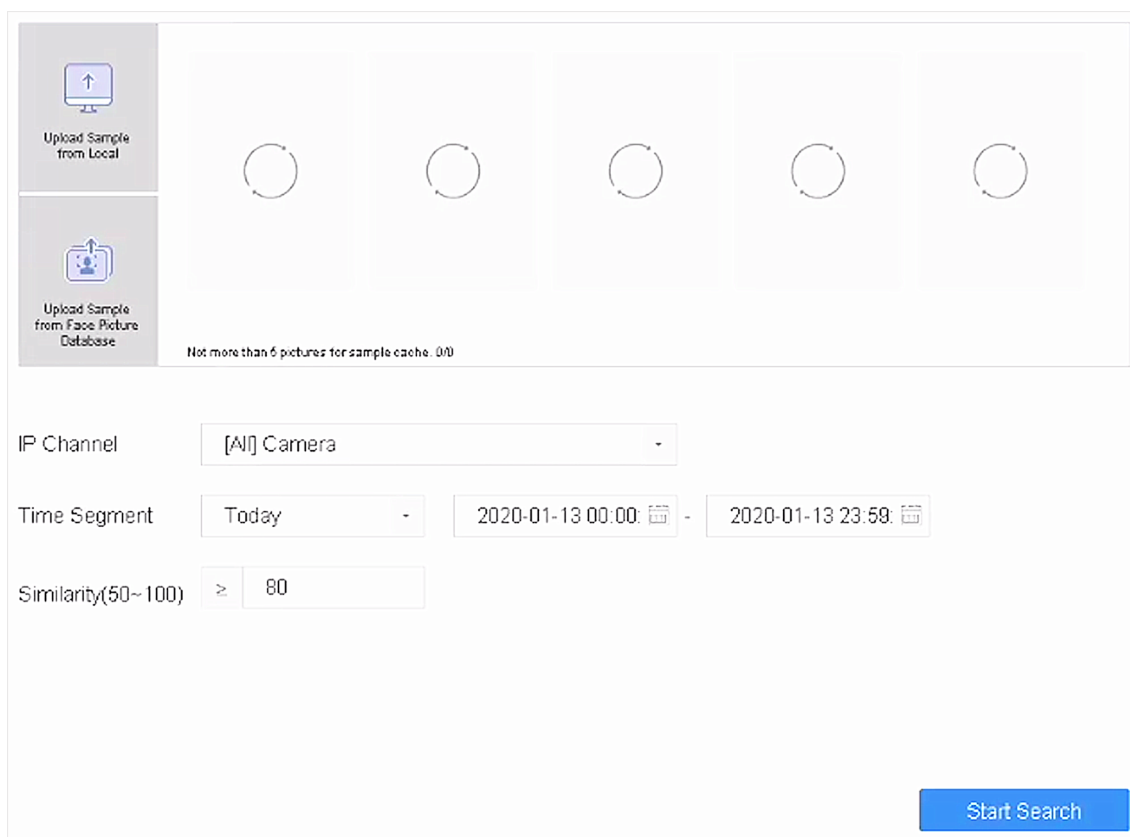 Upload Sample
from Local
Upload Sample
from Face Picture
Database
Not more than 6 pictures for sample cache. 0/0
IP Channel
[All] Camera
Time Segment
Today
2020-01-13 00:00:
-
2020-01-13 23:59:
Similarity(50~100)
≥
80
Start Search